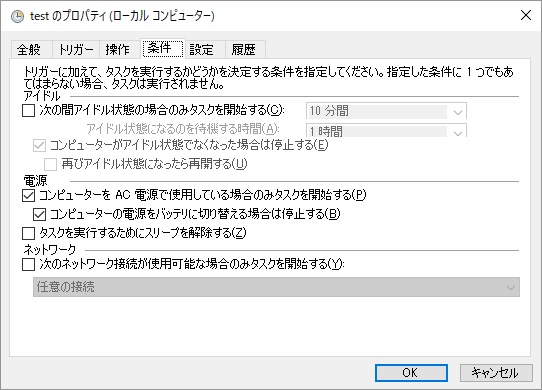 test のプロパティ (ローカル コンピューター)
全般 トリガー 操作 条件 設定 履歴
トリガーに加えて、タスクを実行するかどうかを決定する条件を指定してください。指定した条件に 1 つでもあ
てはまらない場合、タスクは実行されません。
アイドル
次の間アイドル状態の場合のみタスクを開始する(C): 10 分間
アイドル状態になるのを待機する時間(A): 1 時間
コンピューターがアイドル状態でなくなった場合は停止する(E)
再びアイドル状態になったら再開する(U)
電源
コンピューターを AC 電源で使用している場合のみタスクを開始する(P)
コンピューターの電源をバッテリに切り替える場合は停止する(B)
タスクを実行するためにスリープを解除する(Z)
ネットワーク
次のネットワーク接続が使用可能な場合のみタスクを開始する(Y):
任意の接続
OK キャンセル